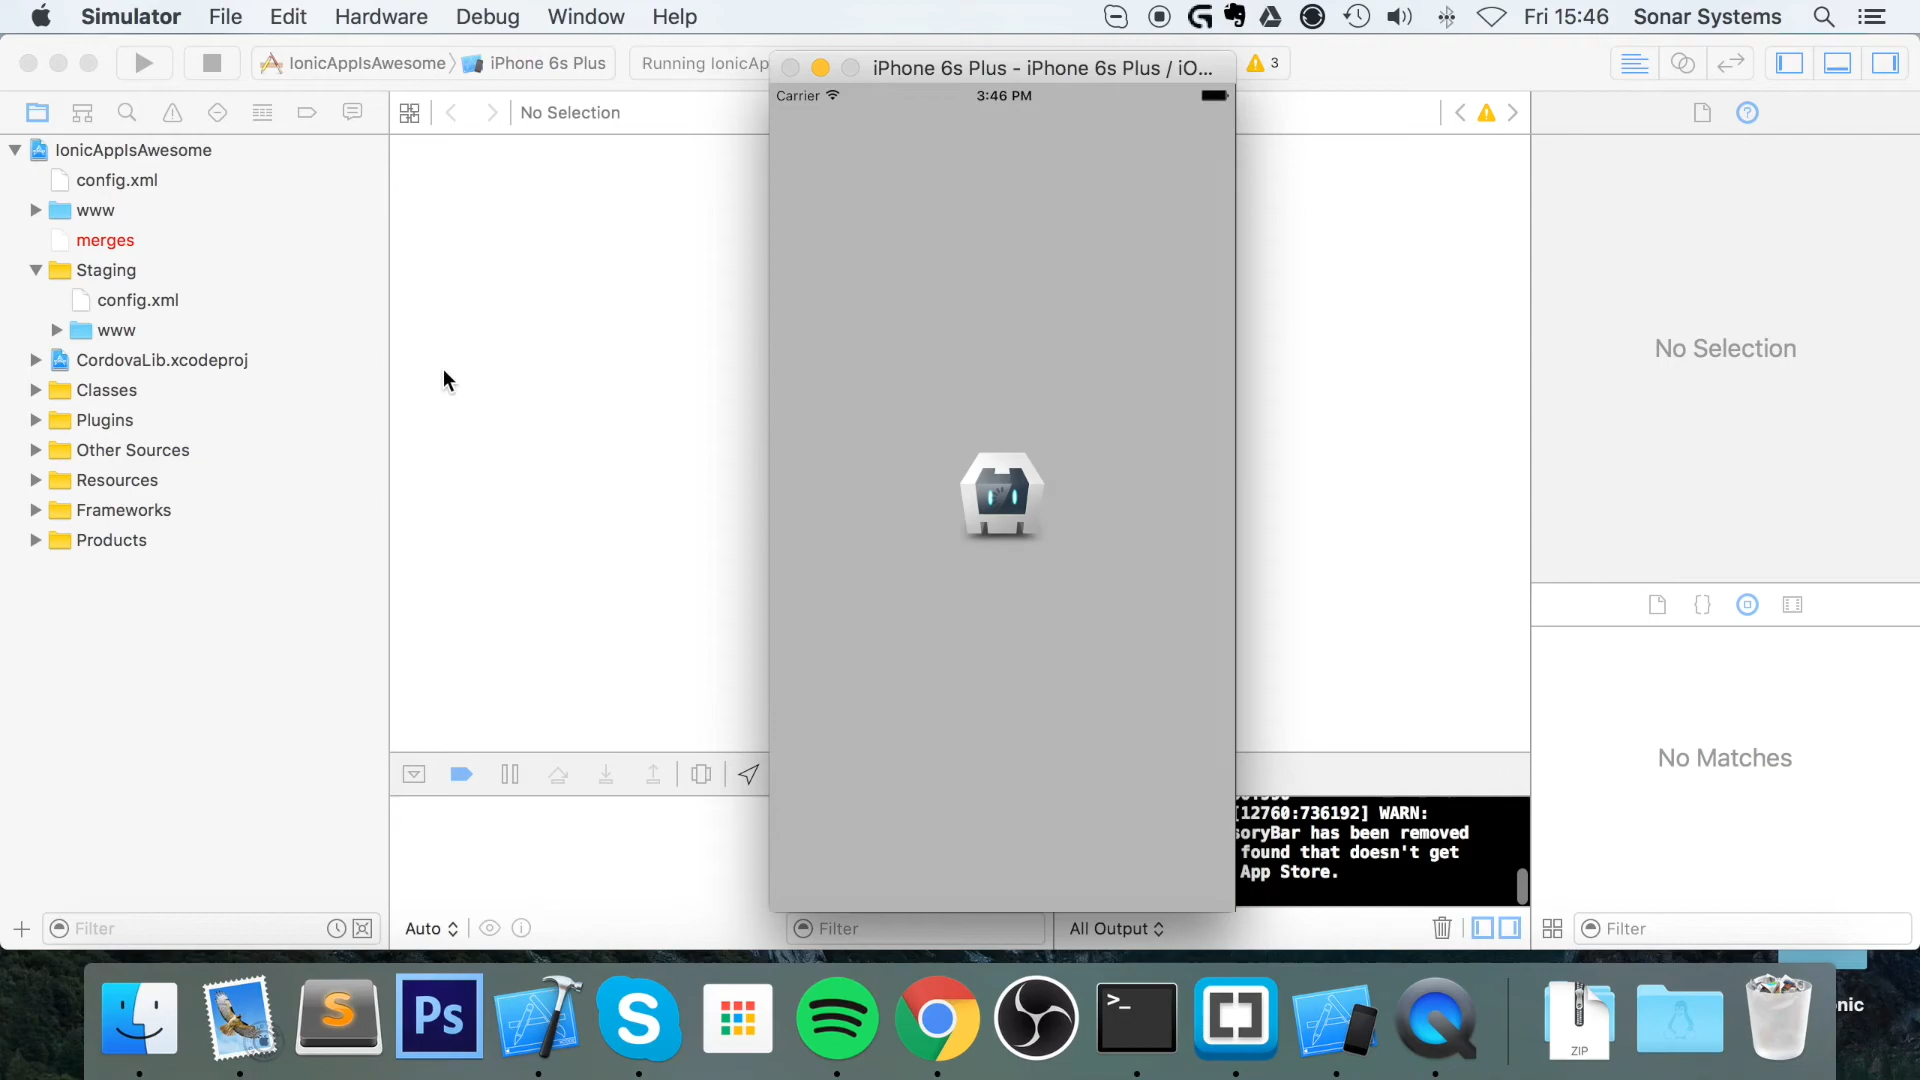 Simulator File Edit Hardware Debug Window Help Fri 15:46 Sonar Systems
IonicAppIsAwesome iPhone 6s Plus Running IonicAp
iPhone 6s Plus - iPhone 6s Plus / iO... 3
No Selection
Carrier 3:46 PM
IonicAppIsAwesome
config.xml
www
merges
Staging
config.xml
www
CordovaLib.xcodeproj
Classes
Plugins
Other Sources
Resources
Frameworks
Products
No Selection
No Matches
[12760:736192] WARN:
soryBar has been removed
found that doesn't get
App Store.
Filter Auto Filter All Output Filter
S Ps S >_
ZIP
nic